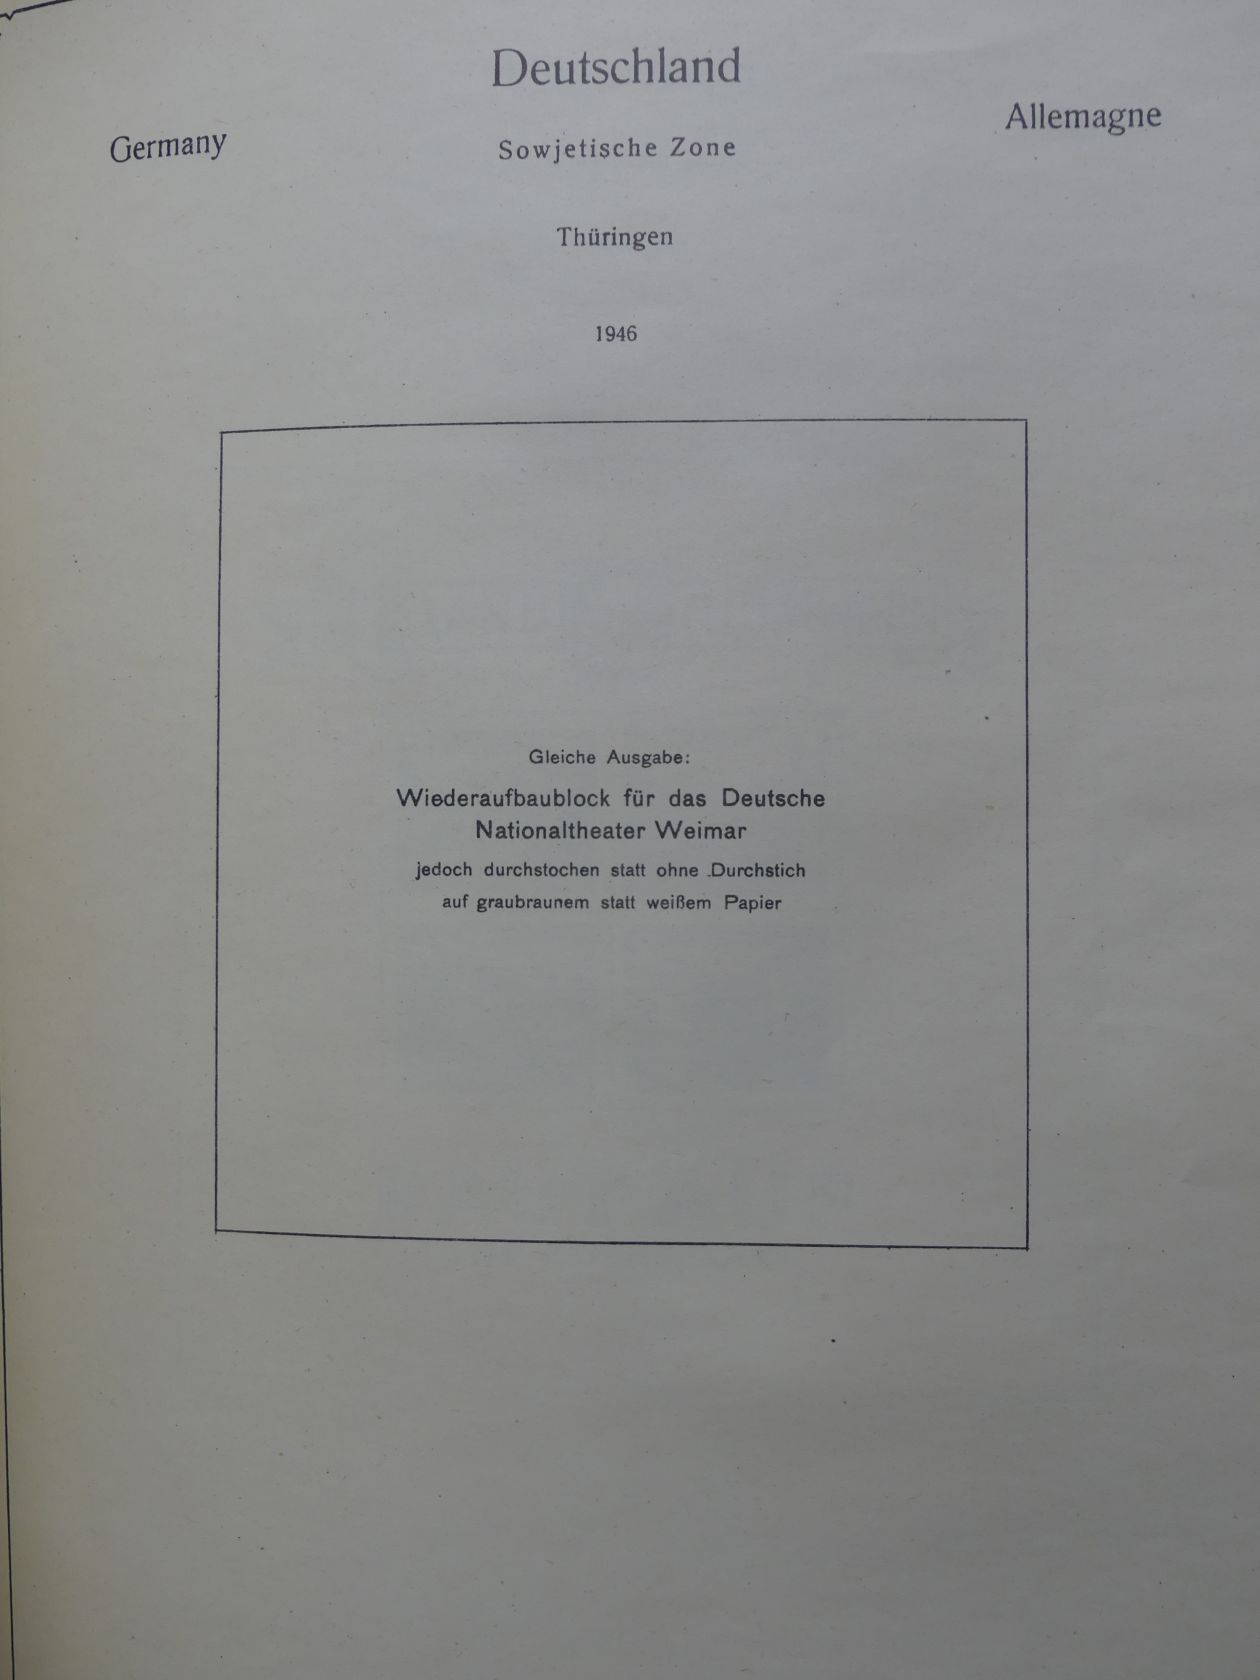 Deutschland
Germany
Allemagne
Sowjetische Zone
Thüringen
1946
Gleiche Ausgabe:
Wiederaufbaublock für das Deutsche
Nationaltheater Weimar
jedoch durchstochen statt ohne Durchstich
auf graubraunem statt weißem Papier